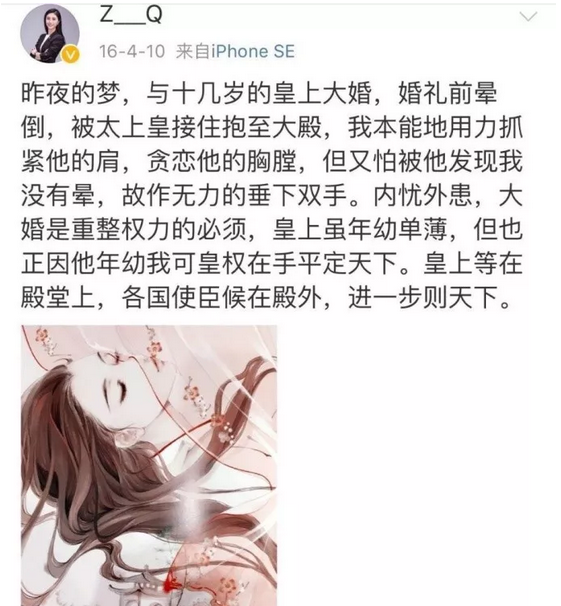 Z___Q
16-4-10 来自iPhone SE
昨夜的梦，与十几岁的皇上大婚，婚礼前晕
倒，被太上皇接住抱至大殿，我本能地用力抓
紧他的肩，贪恋他的胸膛，但又怕被他发现我
没有晕，故作无力的垂下双手。内忧外患，大
婚是重整权力的必须，皇上虽年幼单薄，但也
正因他年幼我可皇权在手平定天下。皇上等在
殿堂上，各国使臣候在殿外，进一步则天下。